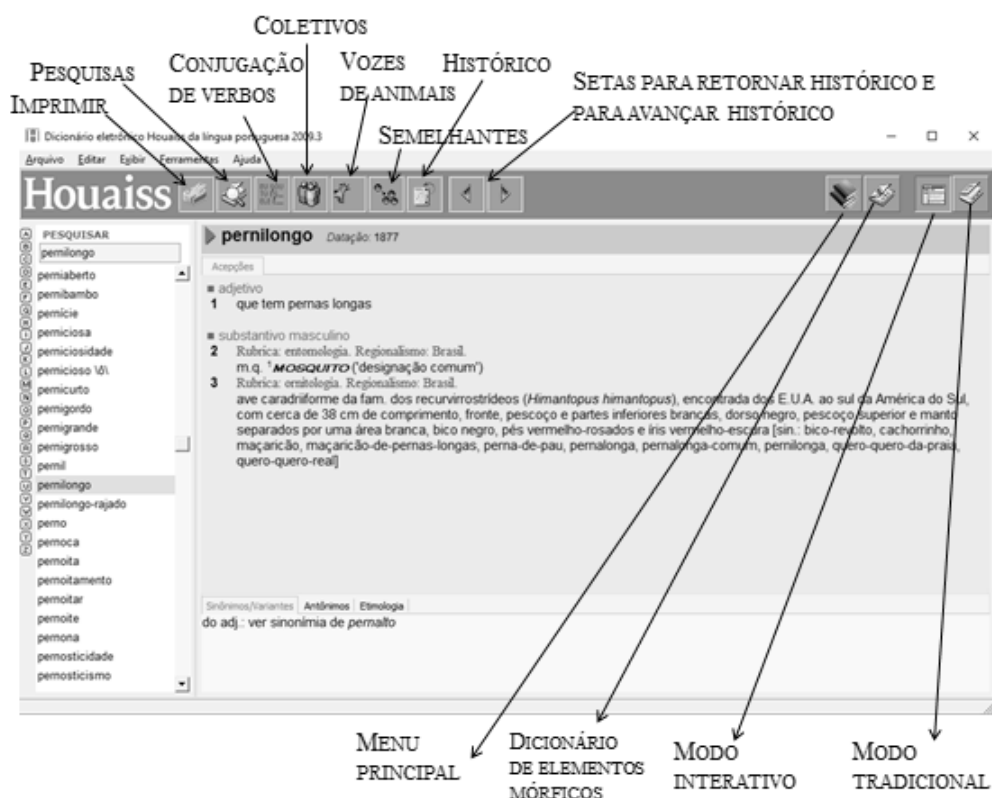 COLETIVOS
PESQUISAS
CONJUGAÇÃO
DE VERBOS
VOZES
DE ANIMAIS
HISTÓRICO
SETAS PARA RETORNAR HISTÓRICO E
PARA AVANÇAR HISTÓRICO
IMPRIMIR
SEMELHANTES
Dicionário eletrônico Houaiss da língua portuguesa 2009.3
Arquivo Editar Exibir Ferramentas Ajuda
Houaiss
PESQUISAR
pernilongo
perniaberto
pernibambo
pernície
perniciosa
perniciosidade
pernicioso \ô\
pernicurto
pernigordo
pernigrande
pernigrosso
pernil
pernilongo
pernilongo-rajado
perno
pernoca
pernoita
pernoitamento
pernoitar
pernoite
pernona
pernosticidade
pernosticismo
pernilongo Datação: 1877
Acepções
adjetivo
1 que tem pernas longas
substantivo masculino
2 Rubrica: entomologia. Regionalismo: Brasil.
m.q. ¹MOSQUITO ('designação comum')
3 Rubrica: ornitologia. Regionalismo: Brasil.
ave caradriiforme da fam. dos recurvirrostrídeos (Himantopus himantopus), encontrada dos E.U.A. ao sul da América do Sul,
com cerca de 38 cm de comprimento, fronte, pescoço e partes inferiores brancas, dorso negro, pescoço superior e manto
separados por uma área branca, bico negro, pés vermelho-rosados e íris vermelho-escura [sin.: bico-revolto, cachorrinho,
maçaricão, maçaricão-de-pernas-longas, perna-de-pau, pernalonga, pernalonga-comum, pernilonga, quero-quero-da-praia,
quero-quero-real]
Sinônimos/Variantes Antônimos Etimologia
do adj.: ver sinonímia de pernalto
MENU
PRINCIPAL
DICIONÁRIO
DE ELEMENTOS
MÓRFICOS
MODO
INTERATIVO
MODO
TRADICIONAL